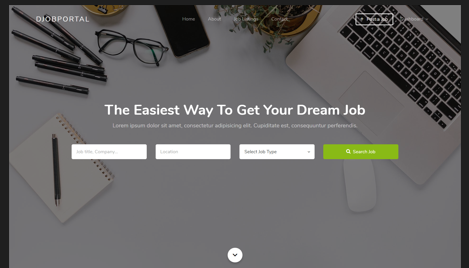 DJOBPORTAL
Home About Job Listings Contact
+ Post a Job
The Easiest Way To Get Your Dream Job
Lorem ipsum dolor sit amet, consectetur adipisicing elit. Cupiditate est, consequuntur perferendis.
Job title, Company... Location Select Job Type Search Job